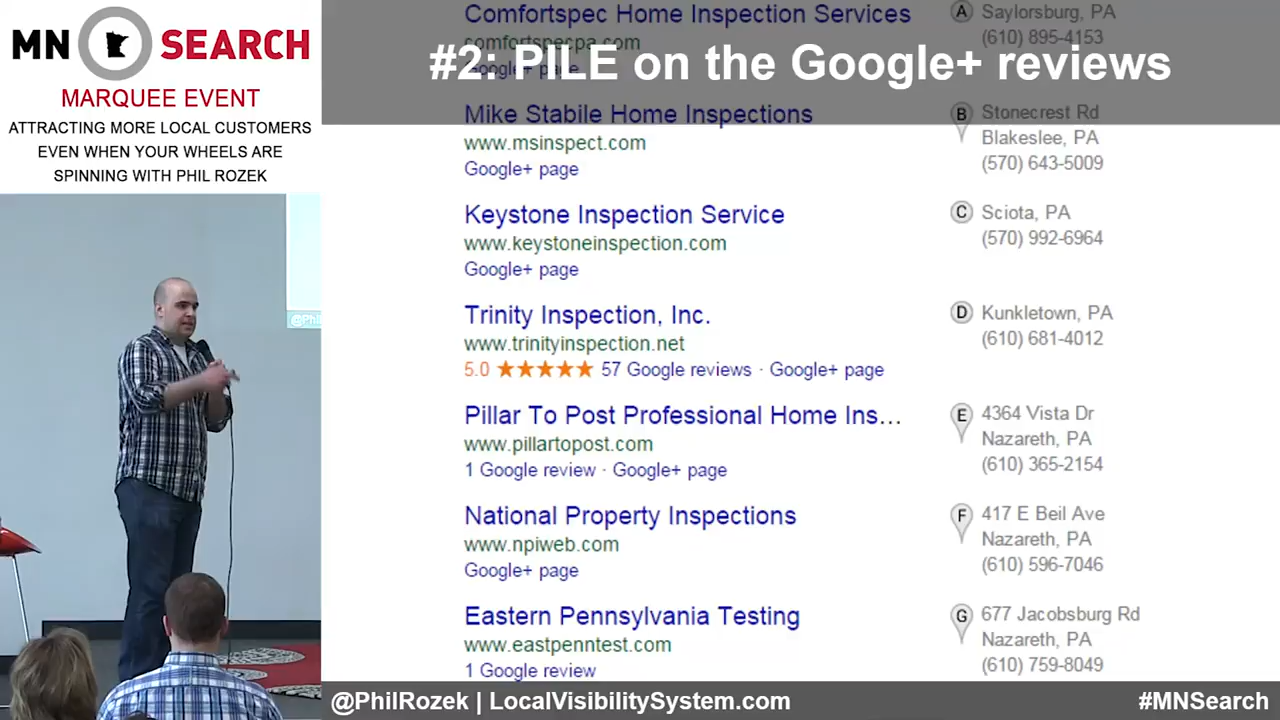 MN SEARCH
MARQUEE EVENT
ATTRACTING MORE LOCAL CUSTOMERS
EVEN WHEN YOUR WHEELS ARE
SPINNING WITH PHIL ROZEK
@Phil
#2: PILE on the Google+ reviews
Comfortspec Home Inspection Services
comfortspecpa.com
Google+ page
A Saylorsburg, PA
(610) 895-4153
Mike Stabile Home Inspections
www.msinspect.com
Google+ page
B Stonecrest Rd
Blakeslee, PA
(570) 643-5009
Keystone Inspection Service
www.keystoneinspection.com
Google+ page
C Sciota, PA
(570) 992-6964
Trinity Inspection, Inc.
www.trinityinspection.net
5.0 ★★★★★ 57 Google reviews · Google+ page
D Kunkletown, PA
(610) 681-4012
Pillar To Post Professional Home Ins...
www.pillartopost.com
1 Google review · Google+ page
E 4364 Vista Dr
Nazareth, PA
(610) 365-2154
National Property Inspections
www.npiweb.com
Google+ page
F 417 E Beil Ave
Nazareth, PA
(610) 596-7046
Eastern Pennsylvania Testing
www.eastpenntest.com
1 Google review
G 677 Jacobsburg Rd
Nazareth, PA
(610) 759-8049
@PhilRozek | LocalVisibilitySystem.com
#MNSearch